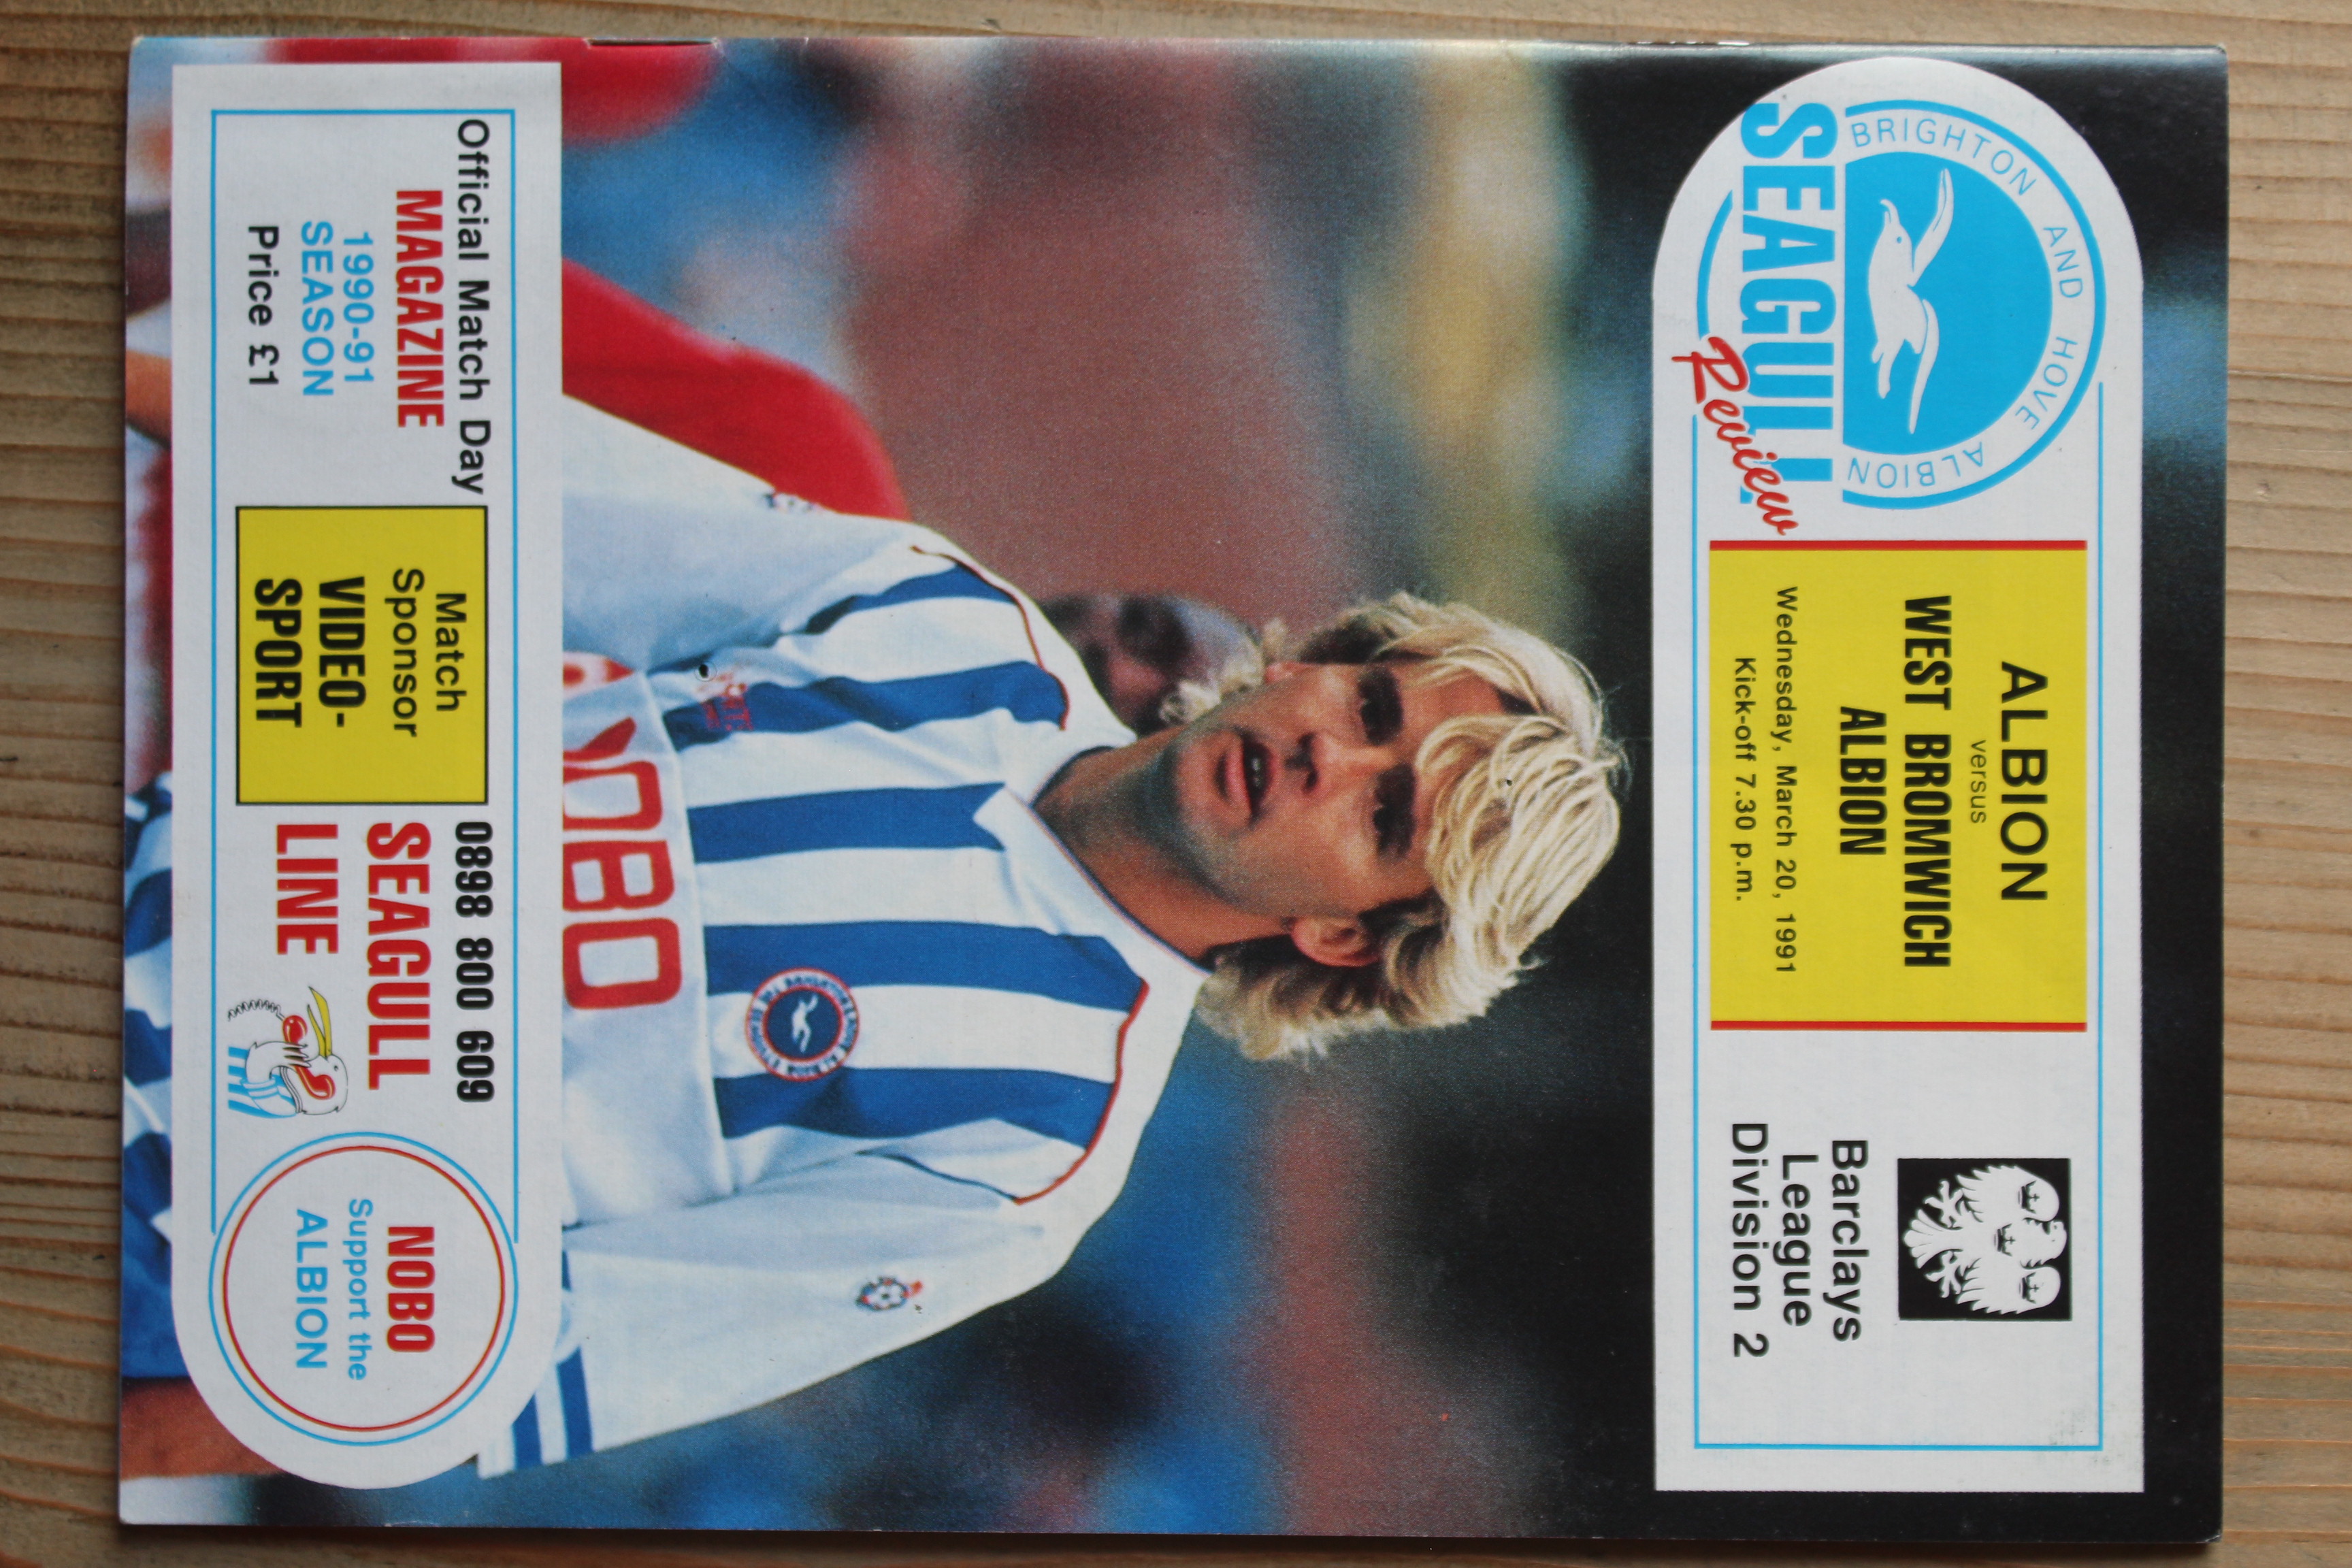 BRIGHTON AND HOVE ALBION
SEAGULL
Review
ALBION
versus
WEST BROMWICH
ALBION
Wednesday, March 20, 1991
Kick-off 7.30 p.m.
Barclays
League
Division 2
OBO
Official Match Day
MAGAZINE
1990-91
SEASON
Price £1
Match
Sponsor
VIDEO-
SPORT
0898 800 609
SEAGULL
LINE
NOBO
Support the
ALBION